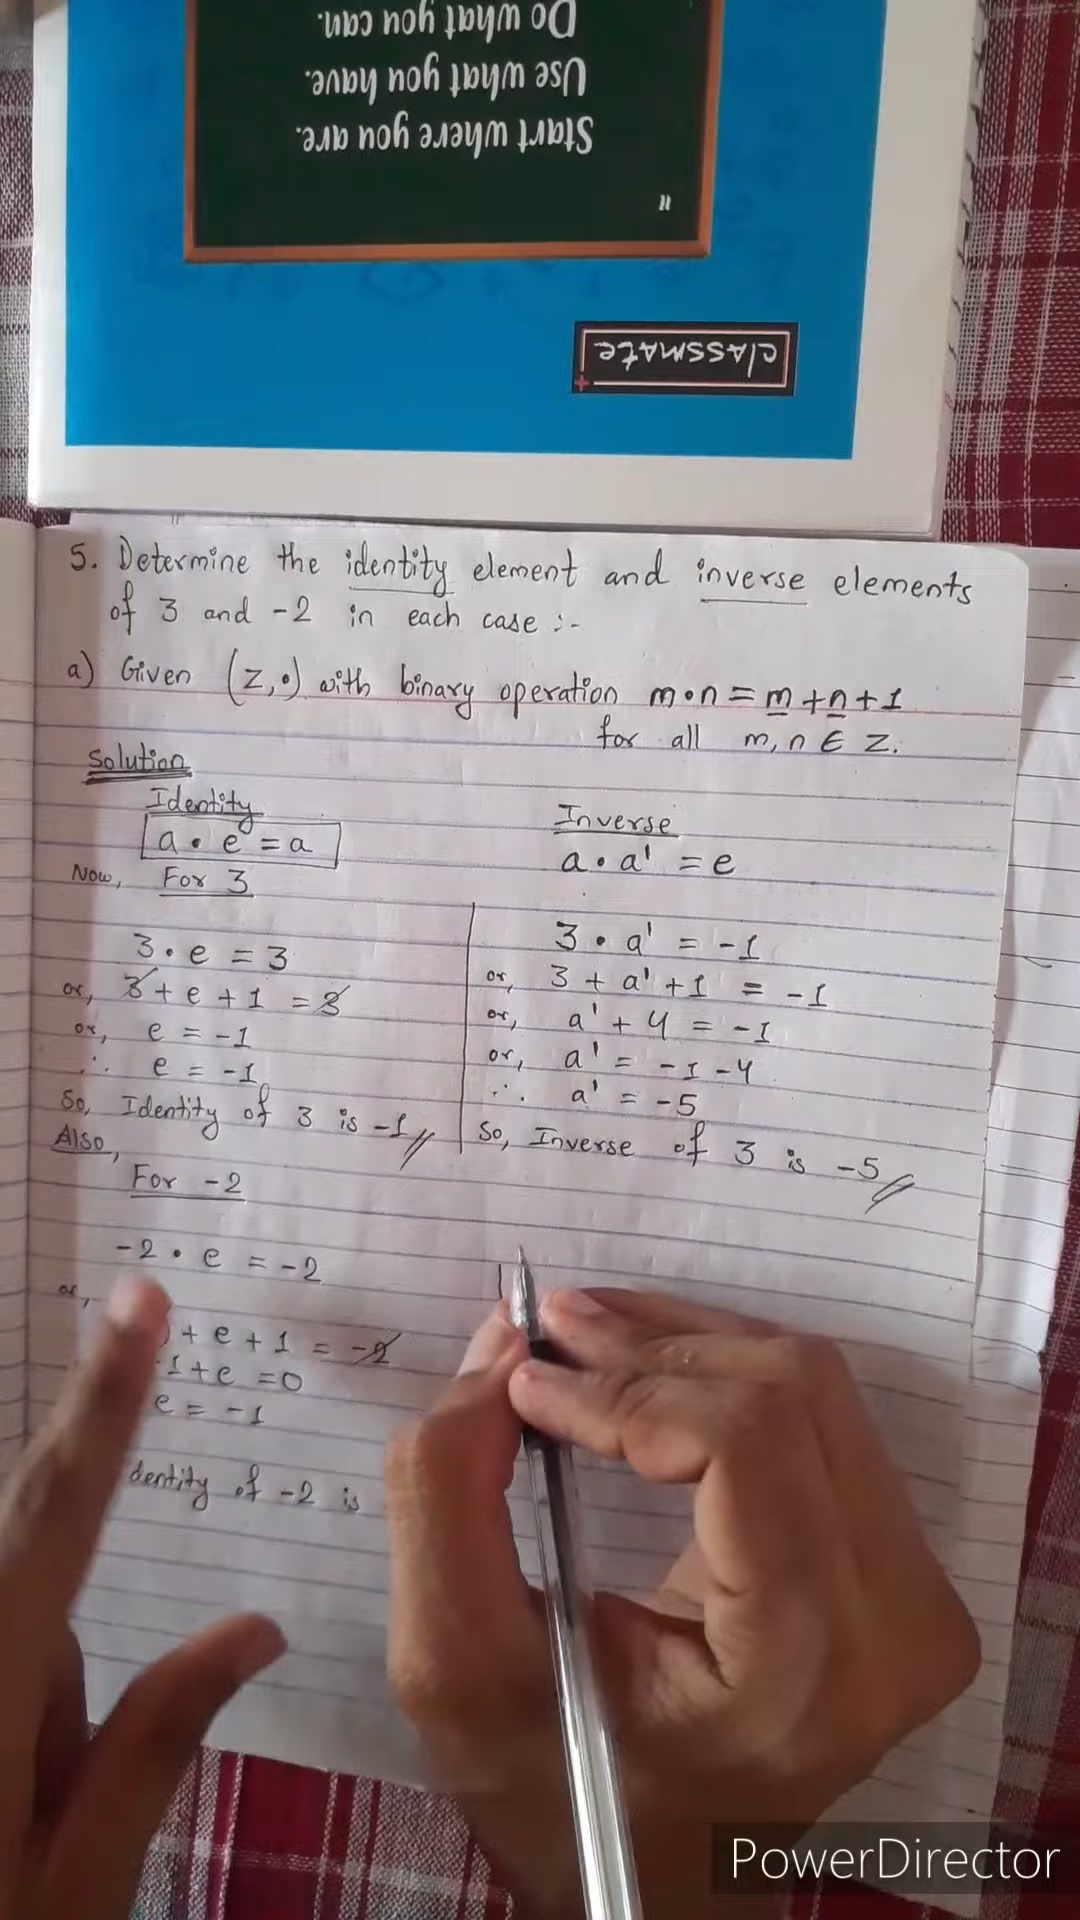 Start where you are.
Use what you have.
Do what you can.
classmate
5. Determine the identity element and inverse elements
of 3 and -2 in each case :-
a) Given (Z,•) with binary operation m•n = m+n+1
for all m, n ∈ Z.
Solution
Identity
a • e = a
Now, For 3
3 • e = 3
or, 3 + e + 1 = 3
or, e = -1
∴ e = -1
So, Identity of 3 is -1
Inverse
a • a' = e
3 • a' = -1
or, 3 + a' + 1 = -1
or, a' + 4 = -1
or, a' = -1 -4
∴ a' = -5
So, Inverse of 3 is -5
Also,
For -2
-2 • e = -2
or,
) + e + 1 = -2
1 + e = 0
e = -1
dentity of -2 is
PowerDirector